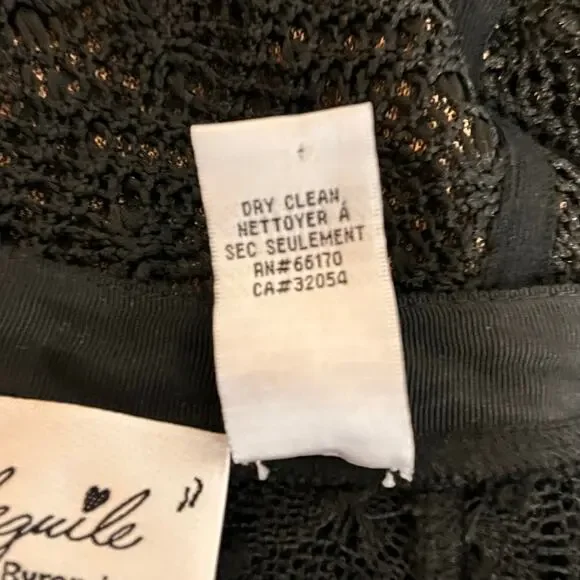 DRY CLEAN
NETTOYER À
SEC SEULEMENT
RN#66170
CA#32054